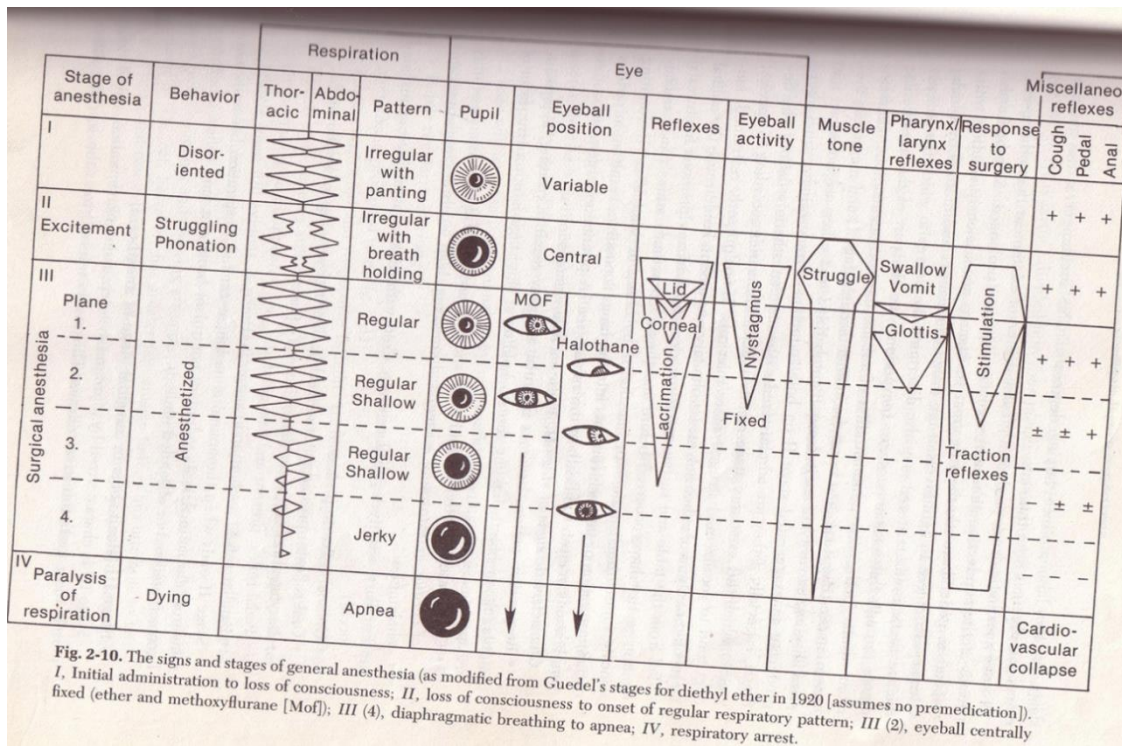 Respiration
Eye
Miscellaneo
reflexes
Stage of
anesthesia
Behavior
Thor-
acic
Abdo-
minal
Pattern
Pupil
Eyeball
position
Reflexes
Eyeball
activity
Muscle
tone
Pharynx/
larynx
reflexes
Response
to
surgery
Cough
Pedal
Anal
I
Disor-
iented
Irregular
with
panting
Variable
+ + +
II
Excitement
Struggling
Phonation
Irregular
with
breath
holding
Central
Lid
Corneal
Lacrimation
Nystagmus
Fixed
Struggle
Swallow
Vomit
Glottis
Stimulation
Traction
reflexes
+ + +
III
Surgical anesthesia
Anesthetized
Plane
1.
Regular
MOF
Halothane
+ + +
2.
Regular
Shallow
± ± +
3.
Regular
Shallow
± ±
4.
Jerky
– – –
IV
Paralysis
of
respiration
Dying
Apnea
Cardio-
vascular
collapse
Fig. 2-10. The signs and stages of general anesthesia (as modified from Guedel's stages for diethyl ether in 1920 [assumes no premedication]).
I, Initial administration to loss of consciousness; II, loss of consciousness to onset of regular respiratory pattern; III (2), eyeball centrally
fixed (ether and methoxyflurane [Mof]); III (4), diaphragmatic breathing to apnea; IV, respiratory arrest.